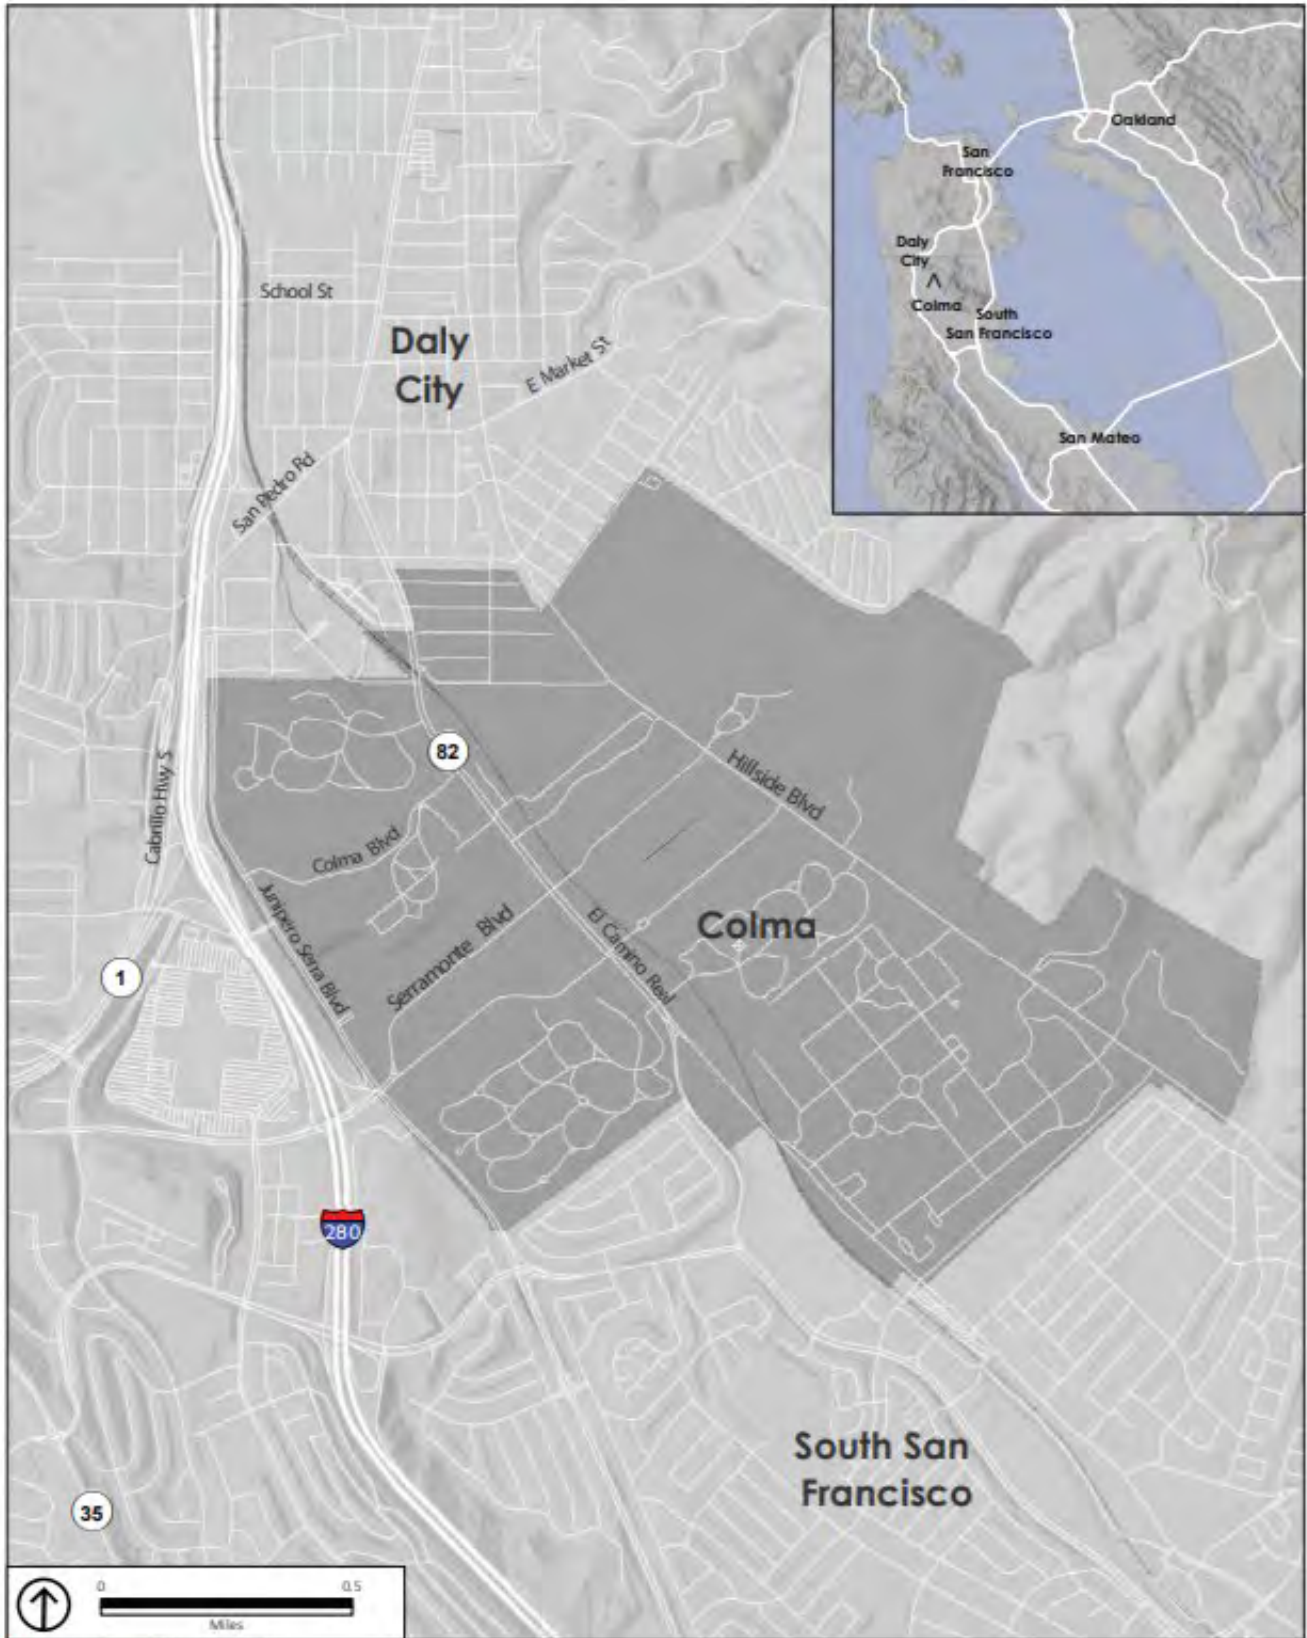 Oakland
San
Francisco
Daly
City
Colma
South
San Francisco
San Mateo
School St
Daly
City
E Market St
San Pedro Rd
82
Hillside Blvd
Cabrillo Hwy S
Colma Blvd
Junipero Serra Blvd
Serramonte Blvd
El Camino Real
Colma
1
280
South San
Francisco
35
0
0.5
Miles